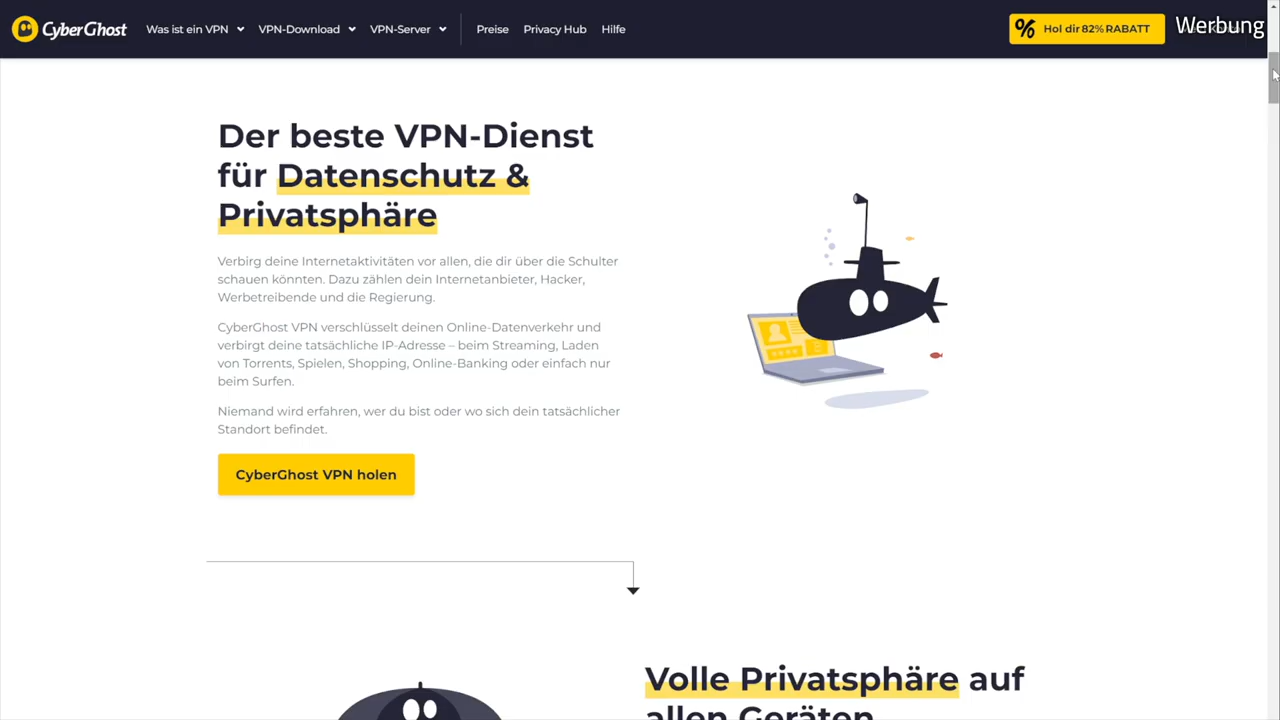 CyberGhost
Was ist ein VPN
VPN-Download
VPN-Server
Preise
Privacy Hub
Hilfe
% Hol dir 82% RABATT
Werbung
Der beste VPN-Dienst
für Datenschutz &
Privatsphäre
Verbirg deine Internetaktivitäten vor allen, die dir über die Schulter
schauen könnten. Dazu zählen dein Internetanbieter, Hacker,
Werbetreibende und die Regierung.
CyberGhost VPN verschlüsselt deinen Online-Datenverkehr und
verbirgt deine tatsächliche IP-Adresse – beim Streaming, Laden
von Torrents, Spielen, Shopping, Online-Banking oder einfach nur
beim Surfen.
Niemand wird erfahren, wer du bist oder wo sich dein tatsächlicher
Standort befindet.
CyberGhost VPN holen
Volle Privatsphäre auf
allen Geräten